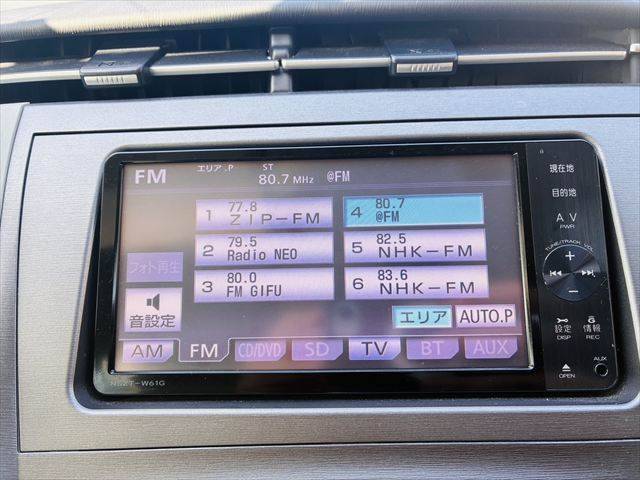 FM エリア.P ST 80.7 MHz @FM
1 77.8 ZIP-FM
4 80.7 @FM
2 79.5 Radio NEO
5 82.5 NHK-FM
3 80.0 FM GIFU
6 83.6 NHK-FM
フォト再生
音設定
エリア AUTO.P
AM FM CD/DVD SD TV BT AUX
NSZT-W61G
現在地
目的地
AV
PWR
TUNE/TRACK VOL
+
-
設定 情報
DISP REC
OPEN AUX